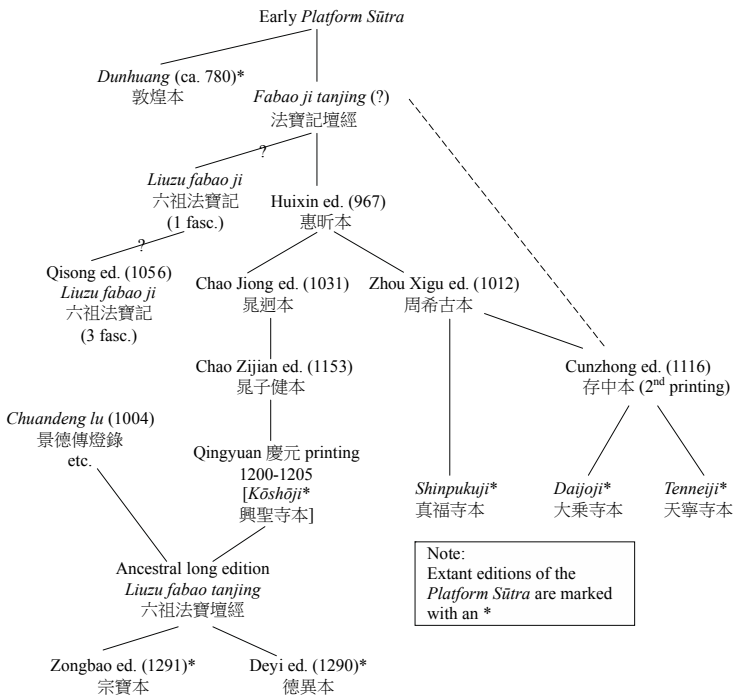 Early Platform Sūtra
Dunhuang (ca. 780)*
敦煌本
Fabao ji tanjing (?)
法寶記壇經
?
Liuzu fabao ji
六祖法寶記
(1 fasc.)
Huixin ed. (967)
惠昕本
?
Qisong ed. (1056)
Liuzu fabao ji
六祖法寶記
(3 fasc.)
Chao Jiong ed. (1031)
晁迥本
Zhou Xigu ed. (1012)
周希古本
Chao Zijian ed. (1153)
晁子健本
Cunzhong ed. (1116)
存中本 (2nd printing)
Chuandeng lu (1004)
景德傳燈錄
etc.
Qingyuan 慶元 printing
1200-1205
[Kōshōji*
興聖寺本]
Shinpukuji*
真福寺本
Daijoji*
大乘寺本
Tenneiji*
天寧寺本
Note:
Extant editions of the
Platform Sūtra are marked
with an *
Ancestral long edition
Liuzu fabao tanjing
六祖法寶壇經
Zongbao ed. (1291)*
宗寶本
Deyi ed. (1290)*
德異本